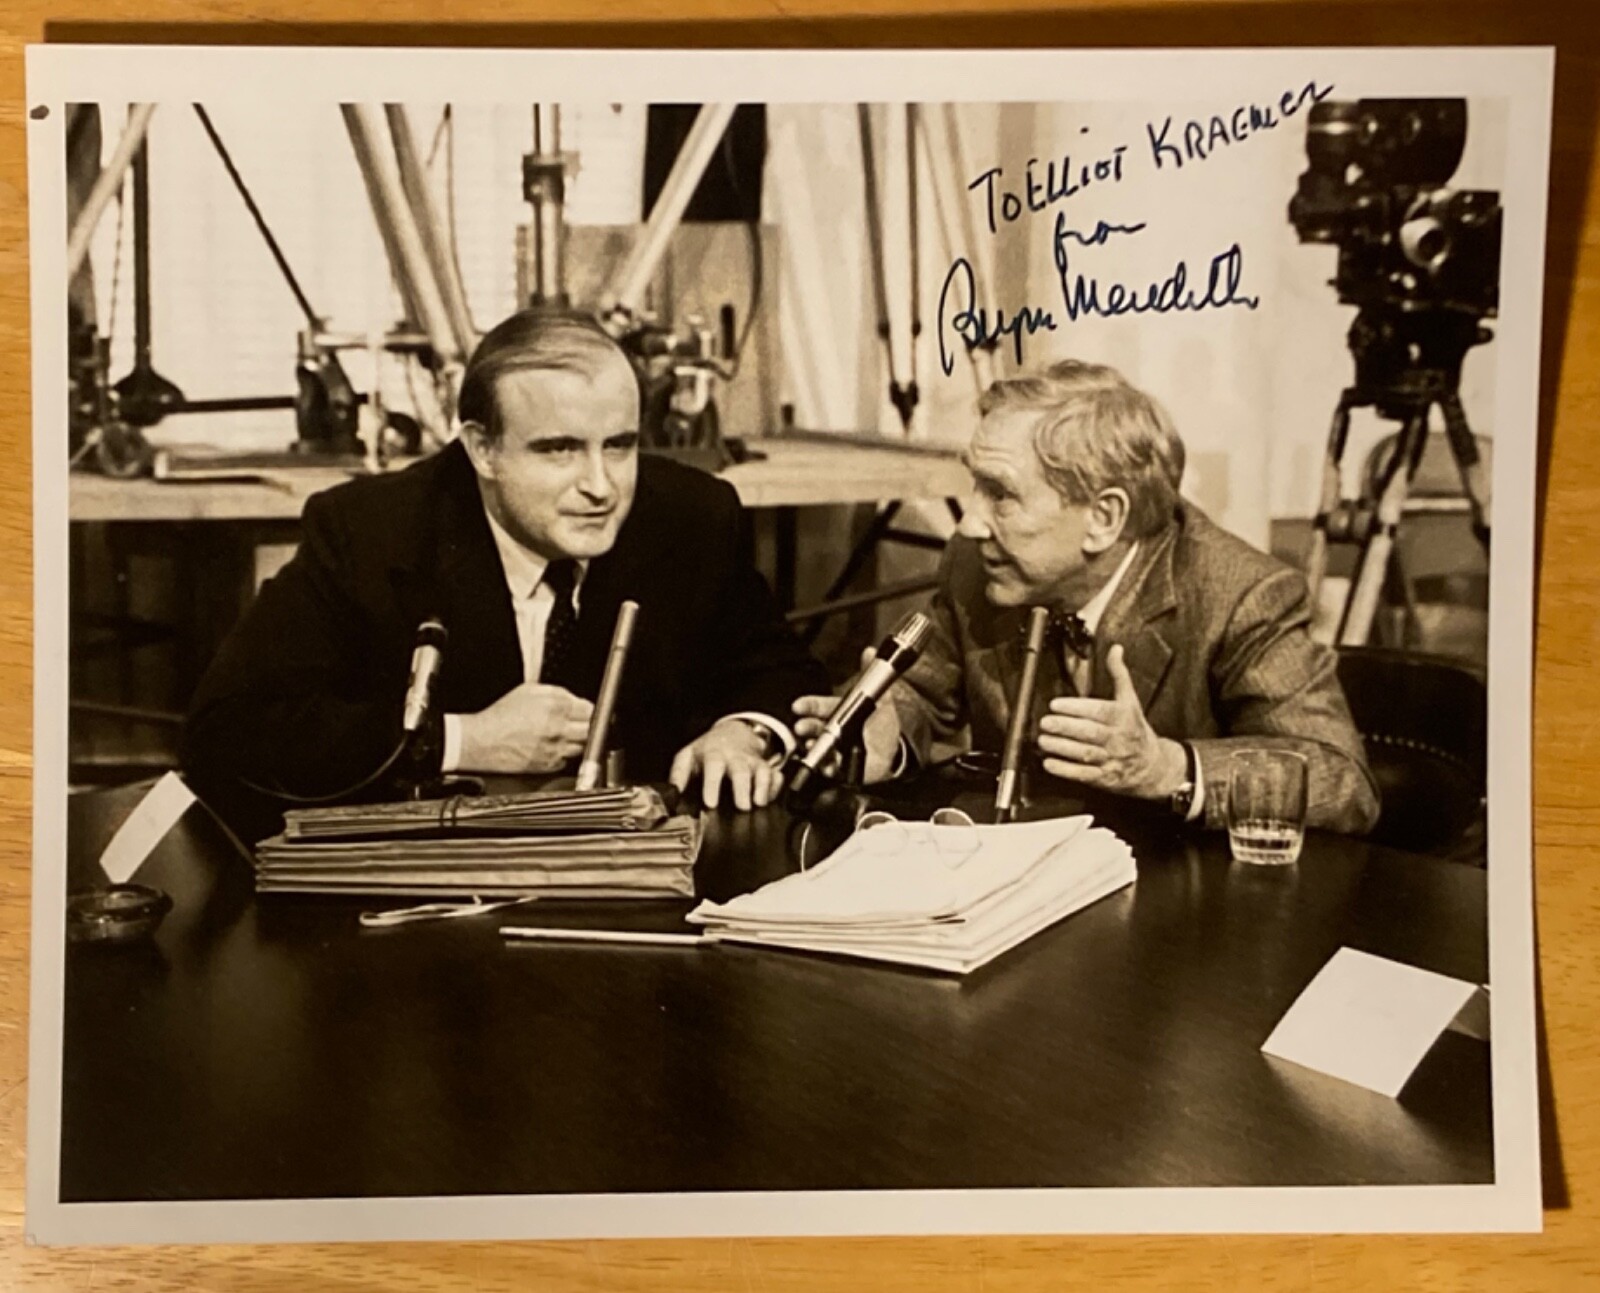 To Elliot Kraemer
from
Burgess Meredith